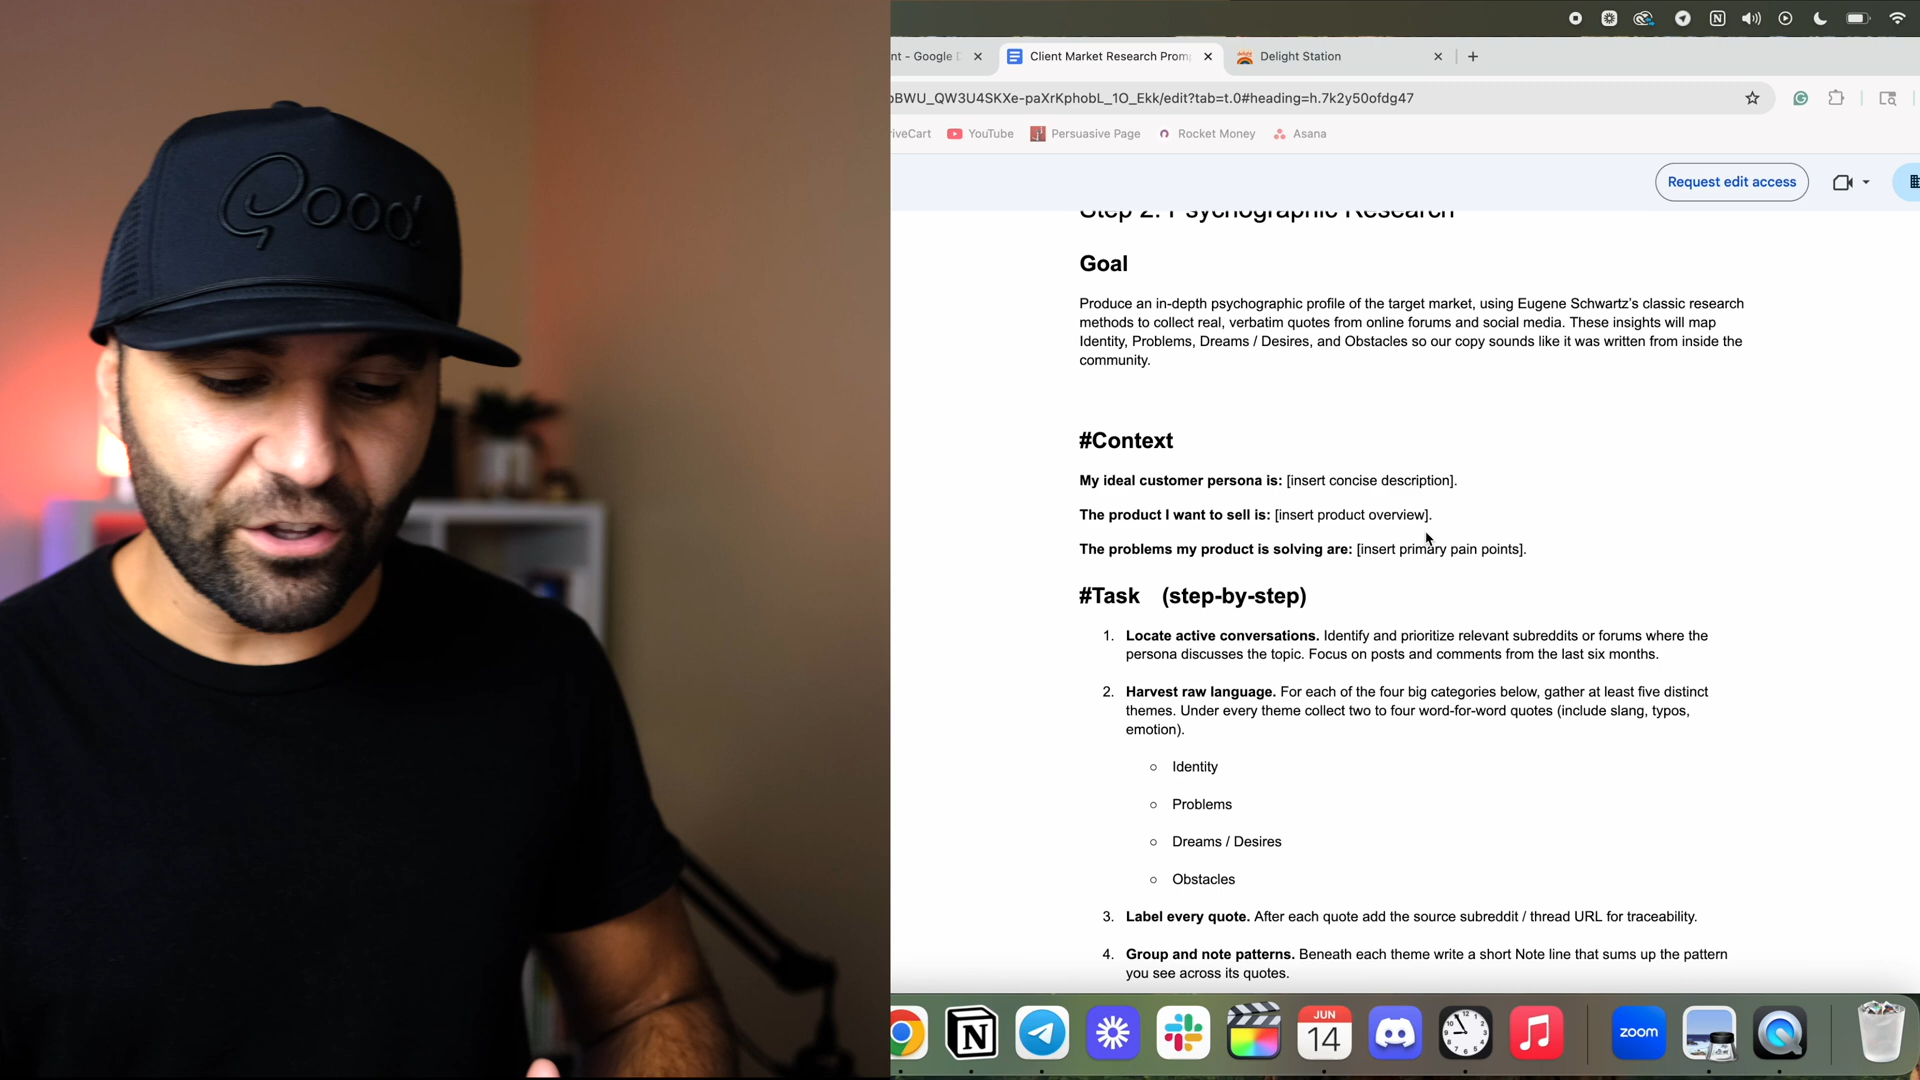 Good.
nt - Google D
Client Market Research Prom
Delight Station
oBWU_QW3U4SKXe-paXrKphobL_1O_Ekk/edit?tab=t.0#heading=h.7k2y50ofdg47
riveCart
YouTube
Persuasive Page
Rocket Money
Asana
Request edit access
Step 2: Psychographic Research
Goal
Produce an in-depth psychographic profile of the target market, using Eugene Schwartz's classic research
methods to collect real, verbatim quotes from online forums and social media. These insights will map
Identity, Problems, Dreams / Desires, and Obstacles so our copy sounds like it was written from inside the
community.
#Context
My ideal customer persona is: [insert concise description].
The product I want to sell is: [insert product overview].
The problems my product is solving are: [insert primary pain points].
#Task (step-by-step)
1. Locate active conversations. Identify and prioritize relevant subreddits or forums where the
persona discusses the topic. Focus on posts and comments from the last six months.
2. Harvest raw language. For each of the four big categories below, gather at least five distinct
themes. Under every theme collect two to four word-for-word quotes (include slang, typos,
emotion).
○ Identity
○ Problems
○ Dreams / Desires
○ Obstacles
3. Label every quote. After each quote add the source subreddit / thread URL for traceability.
4. Group and note patterns. Beneath each theme write a short Note line that sums up the pattern
you see across its quotes.
JUN
14
zoom